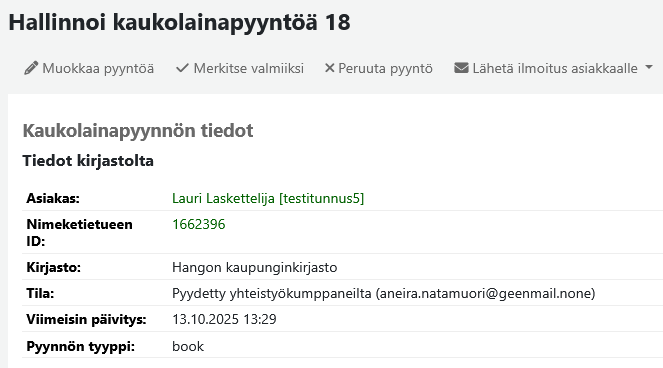 Hallinnoi kaukolainapyyntöä 18
Muokkaa pyyntöä Merkitse valmiiksi Peruuta pyyntö Lähetä ilmoitus asiakkaalle
Kaukolainapyynnön tiedot
Tiedot kirjastolta
Asiakas: Lauri Laskettelija [testitunnus5]
Nimeketietueen ID: 1662396
Kirjasto: Hangon kaupunginkirjasto
Tila: Pyydetty yhteistyökumppaneilta (aneira.natamuori@geenmail.none)
Viimeisin päivitys: 13.10.2025 13:29
Pyynnön tyyppi: book